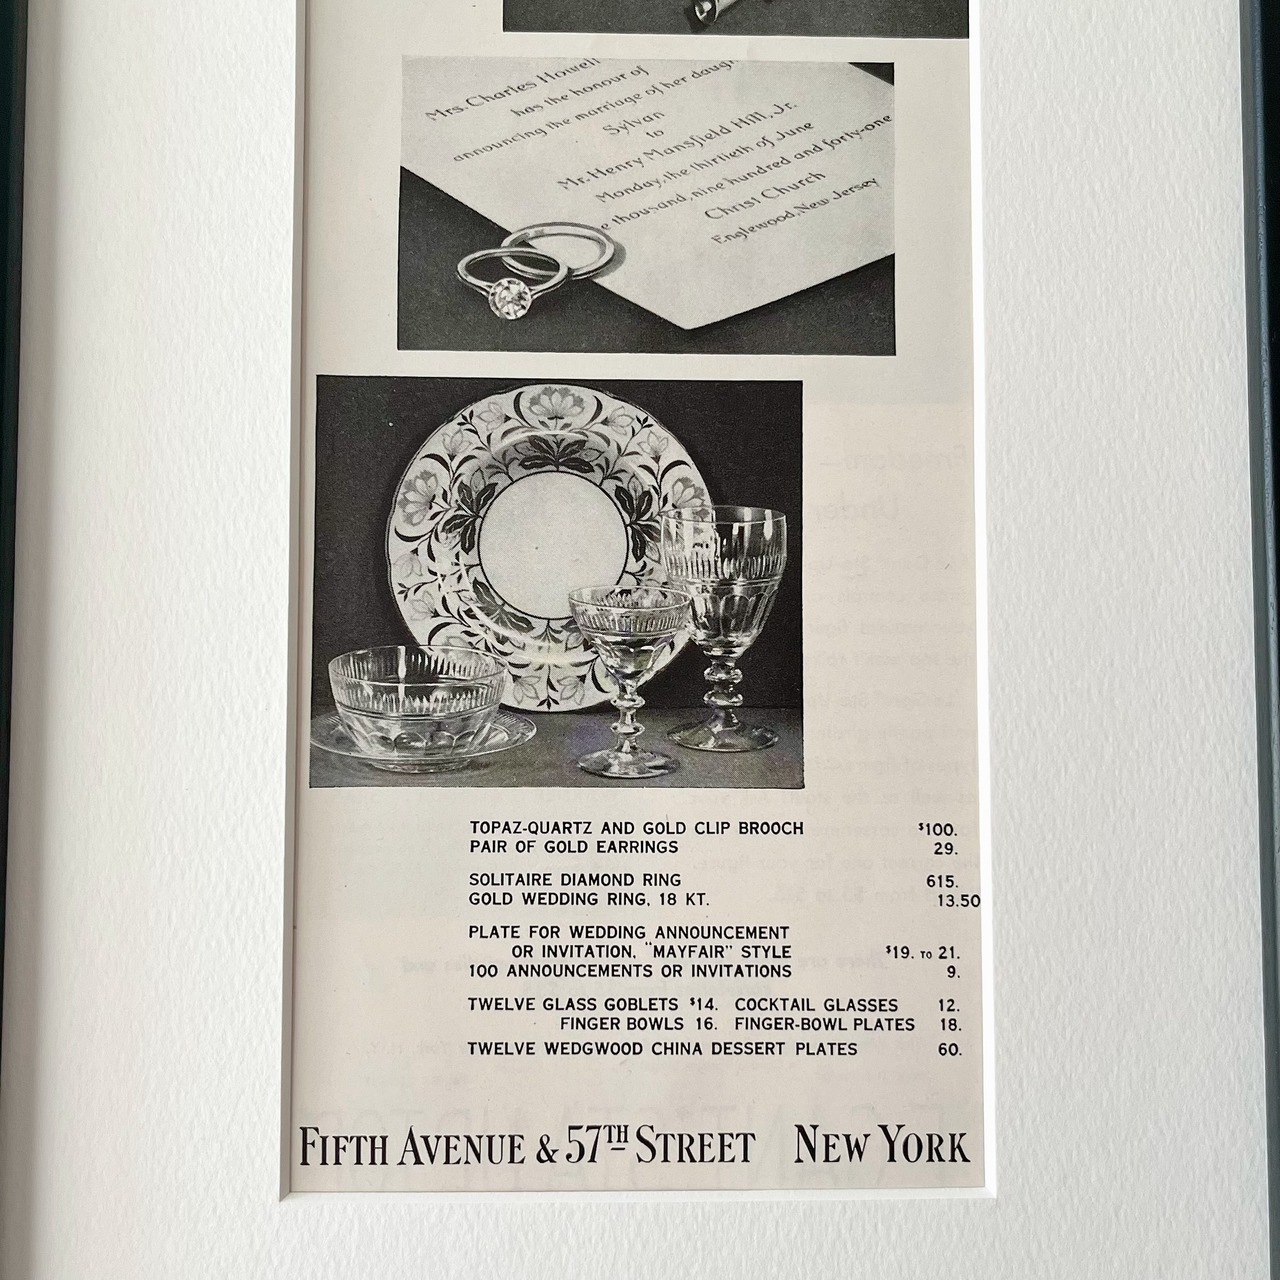 Mrs. Charles Howell
has the honour of
announcing the marriage of her
Sylvan
to
Mr. Henry Mansfield Hill, Jr.
Monday, the thirtieth of June
thousand, nine hundred and forty-one
Christ Church
Englewood, New Jersey
TOPAZ-QUARTZ AND GOLD CLIP BROOCH $100.
PAIR OF GOLD EARRINGS 29.
SOLITAIRE DIAMOND RING 615.
GOLD WEDDING RING, 18 KT. 13.50
PLATE FOR WEDDING ANNOUNCEMENT
OR INVITATION, "MAYFAIR" STYLE $19. TO 21.
100 ANNOUNCEMENTS OR INVITATIONS 9.
TWELVE GLASS GOBLETS $14. COCKTAIL GLASSES 12.
FINGER BOWLS 16. FINGER-BOWL PLATES 18.
TWELVE WEDGWOOD CHINA DESSERT PLATES 60.
FIFTH AVENUE & 57TH STREET NEW YORK